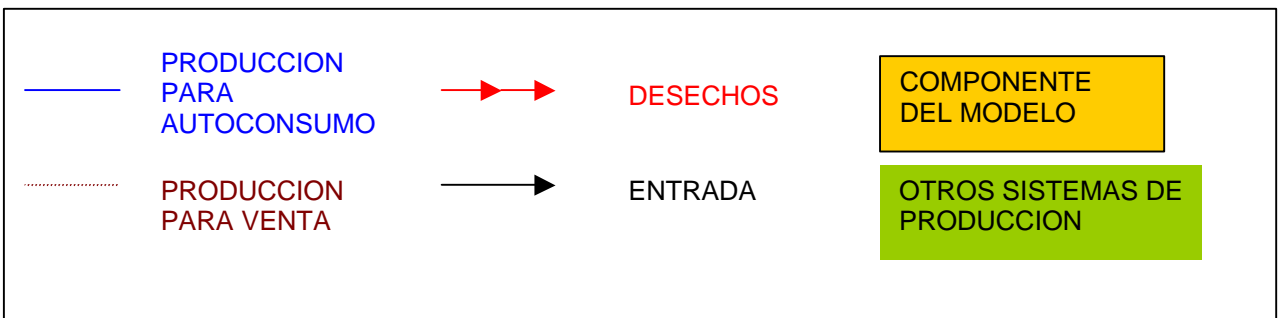 PRODUCCION
PARA
AUTOCONSUMO
DESECHOS
COMPONENTE
DEL MODELO
PRODUCCION
PARA VENTA
ENTRADA
OTROS SISTEMAS DE
PRODUCCION